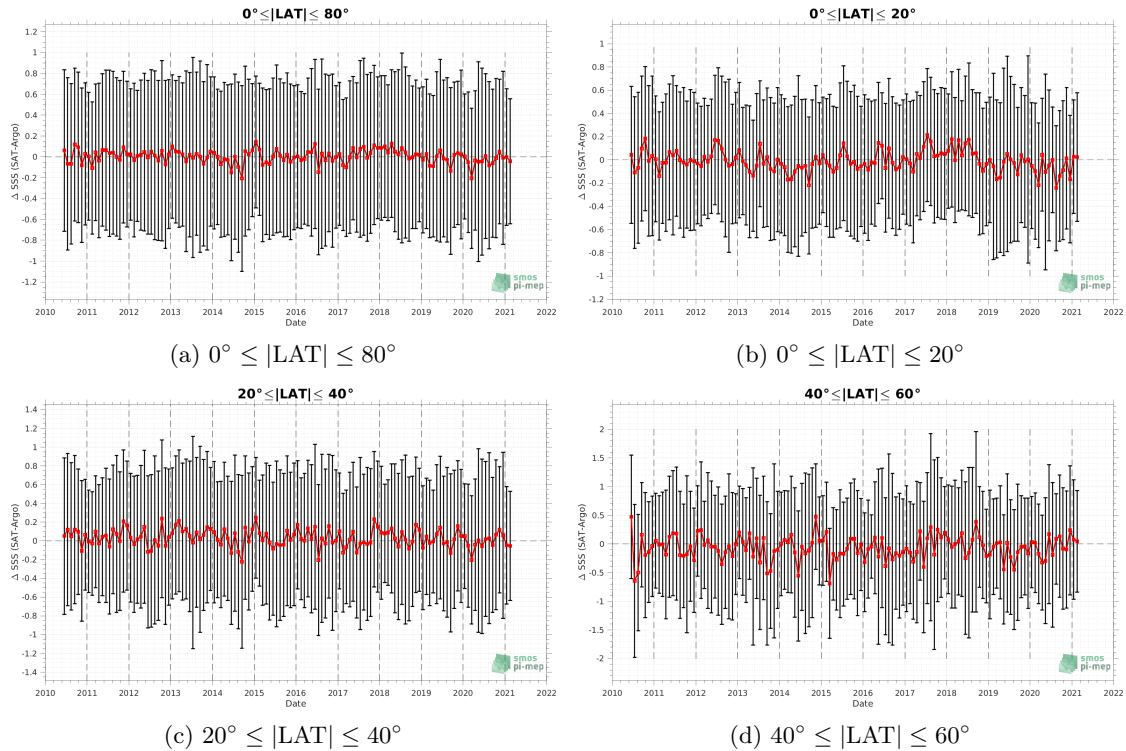 0°≤|LAT|≤ 80°
1.2
1
0.8
0.6
0.4
0.2
0
-0.2
-0.4
-0.6
-0.8
-1
-1.2
Δ SSS (SAT-Argo)
2010 2011 2012 2013 2014 2015 2016 2017 2018 2019 2020 2021 2022
Date
smos
pi-mep
(a) 0° ≤ |LAT| ≤ 80°
0°≤|LAT|≤ 20°
1
0.8
0.6
0.4
0.2
0
-0.2
-0.4
-0.6
-0.8
-1
-1.2
Δ SSS (SAT-Argo)
2010 2011 2012 2013 2014 2015 2016 2017 2018 2019 2020 2021 2022
Date
smos
pi-mep
(b) 0° ≤ |LAT| ≤ 20°
20°≤|LAT|≤ 40°
1.4
1.2
1
0.8
0.6
0.4
0.2
0
-0.2
-0.4
-0.6
-0.8
-1
-1.2
-1.4
Δ SSS (SAT-Argo)
2010 2011 2012 2013 2014 2015 2016 2017 2018 2019 2020 2021 2022
Date
smos
pi-mep
(c) 20° ≤ |LAT| ≤ 40°
40°≤|LAT|≤ 60°
2
1.5
1
0.5
0
-0.5
-1
-1.5
-2
Δ SSS (SAT-Argo)
2010 2011 2012 2013 2014 2015 2016 2017 2018 2019 2020 2021 2022
Date
smos
pi-mep
(d) 40° ≤ |LAT| ≤ 60°